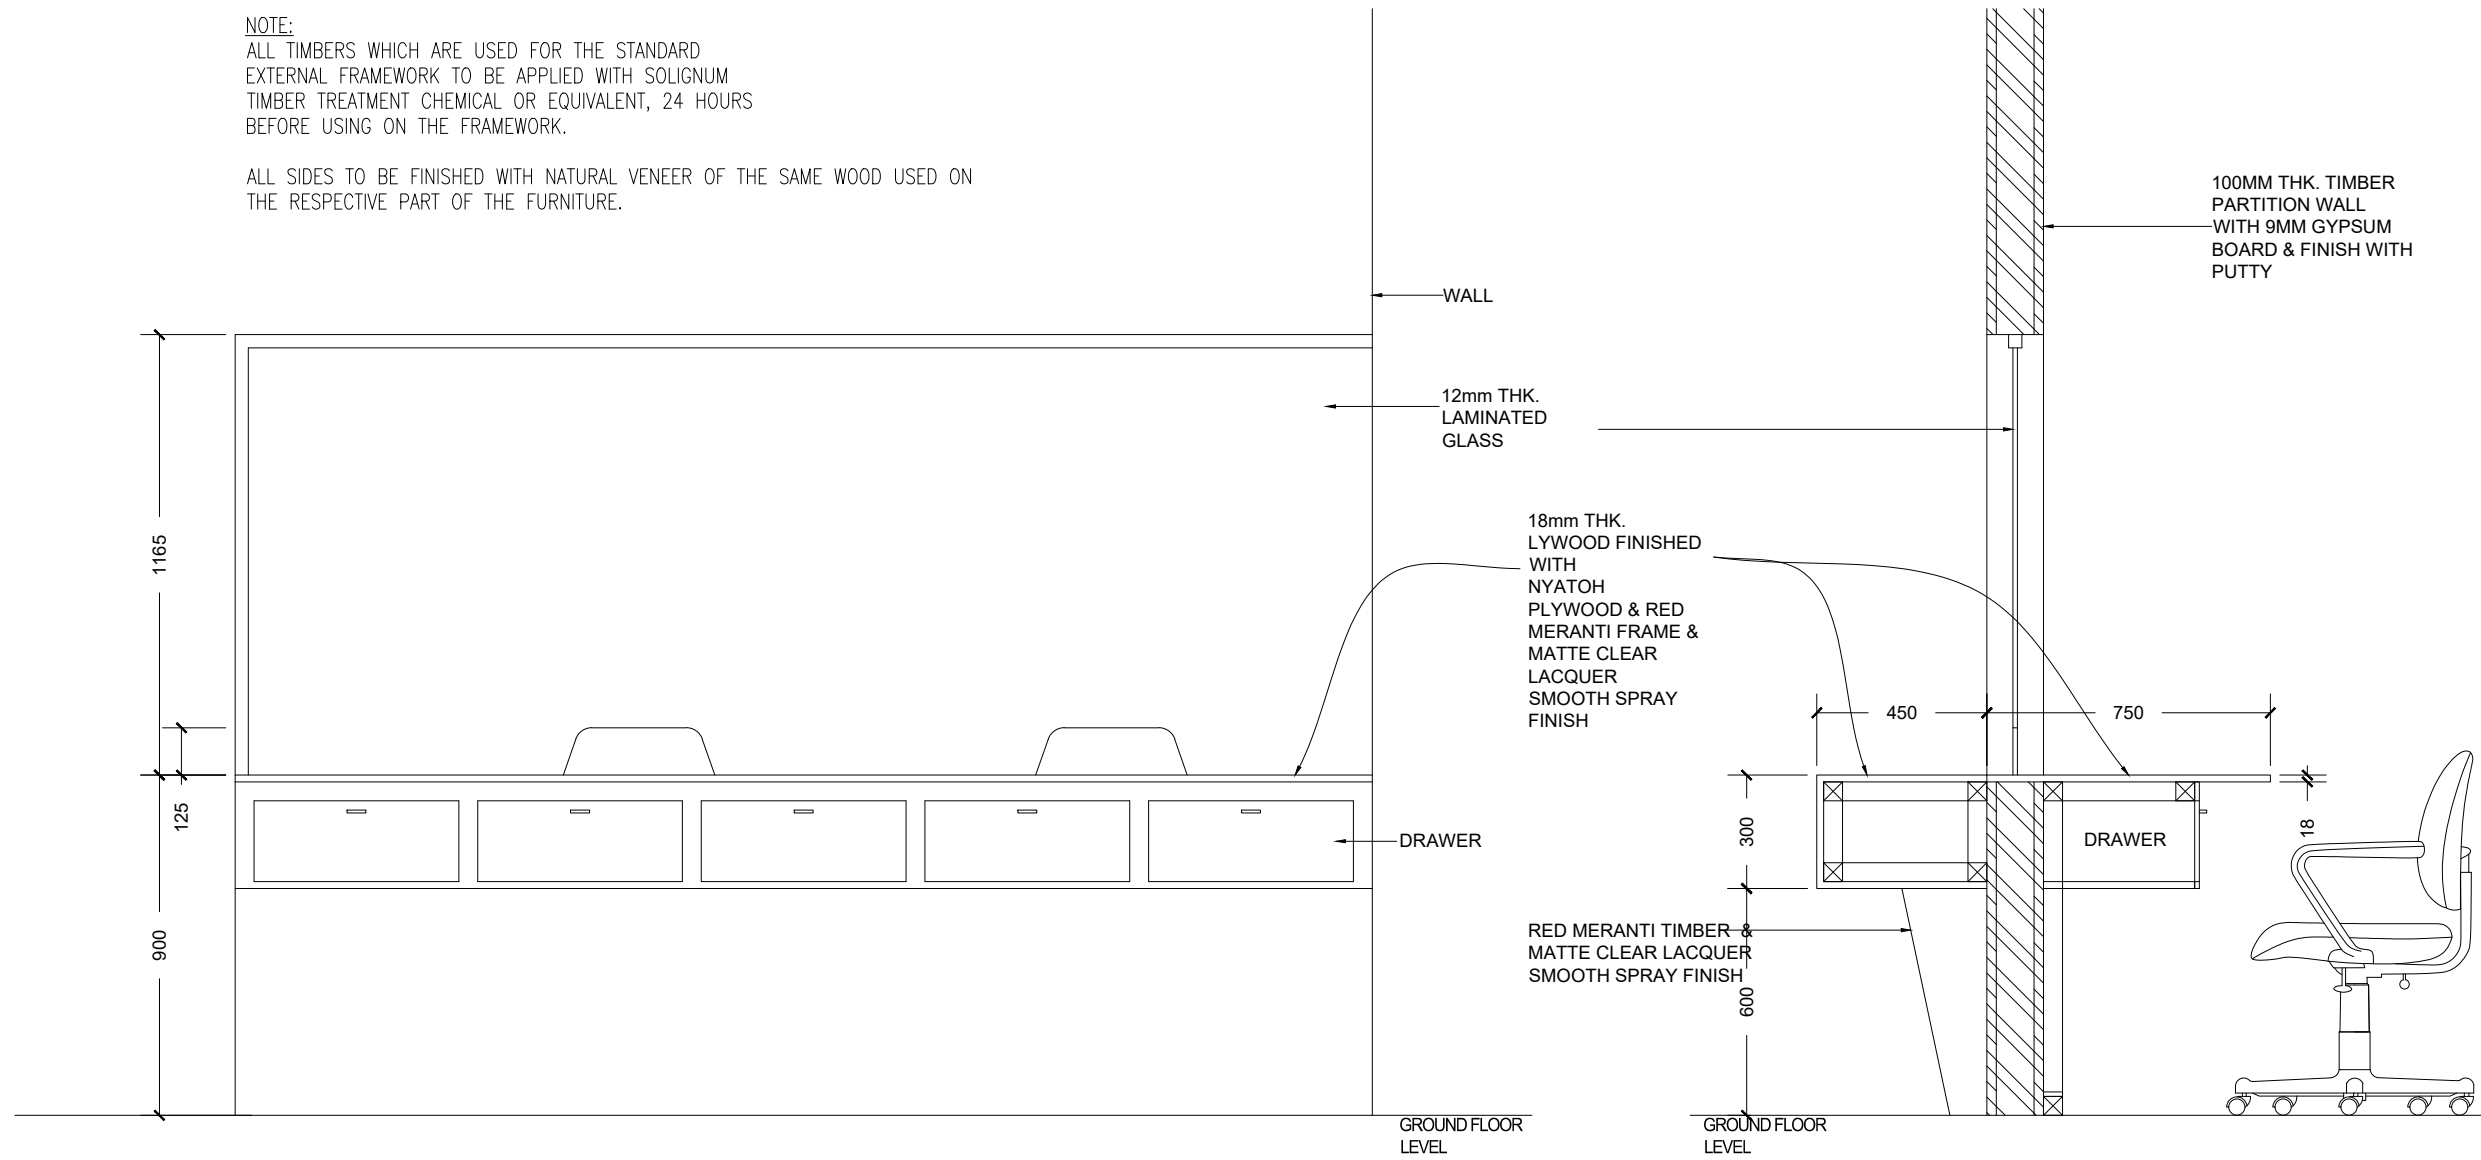 NOTE:
ALL TIMBERS WHICH ARE USED FOR THE STANDARD
EXTERNAL FRAMEWORK TO BE APPLIED WITH SOLIGNUM
TIMBER TREATMENT CHEMICAL OR EQUIVALENT, 24 HOURS
BEFORE USING ON THE FRAMEWORK.
ALL SIDES TO BE FINISHED WITH NATURAL VENEER OF THE SAME WOOD USED ON
THE RESPECTIVE PART OF THE FURNITURE.
100MM THK. TIMBER
PARTITION WALL
WITH 9MM GYPSUM
BOARD & FINISH WITH
PUTTY
WALL
12mm THK.
LAMINATED
GLASS
18mm THK.
LYWOOD FINISHED
WITH
NYATOH
PLYWOOD & RED
MERANTI FRAME &
MATTE CLEAR
LACQUER
SMOOTH SPRAY
FINISH
1165
125
900
450
750
300
18
600
DRAWER
DRAWER
RED MERANTI TIMBER &
MATTE CLEAR LACQUER
SMOOTH SPRAY FINISH
GROUND FLOOR
LEVEL
GROUND FLOOR
LEVEL